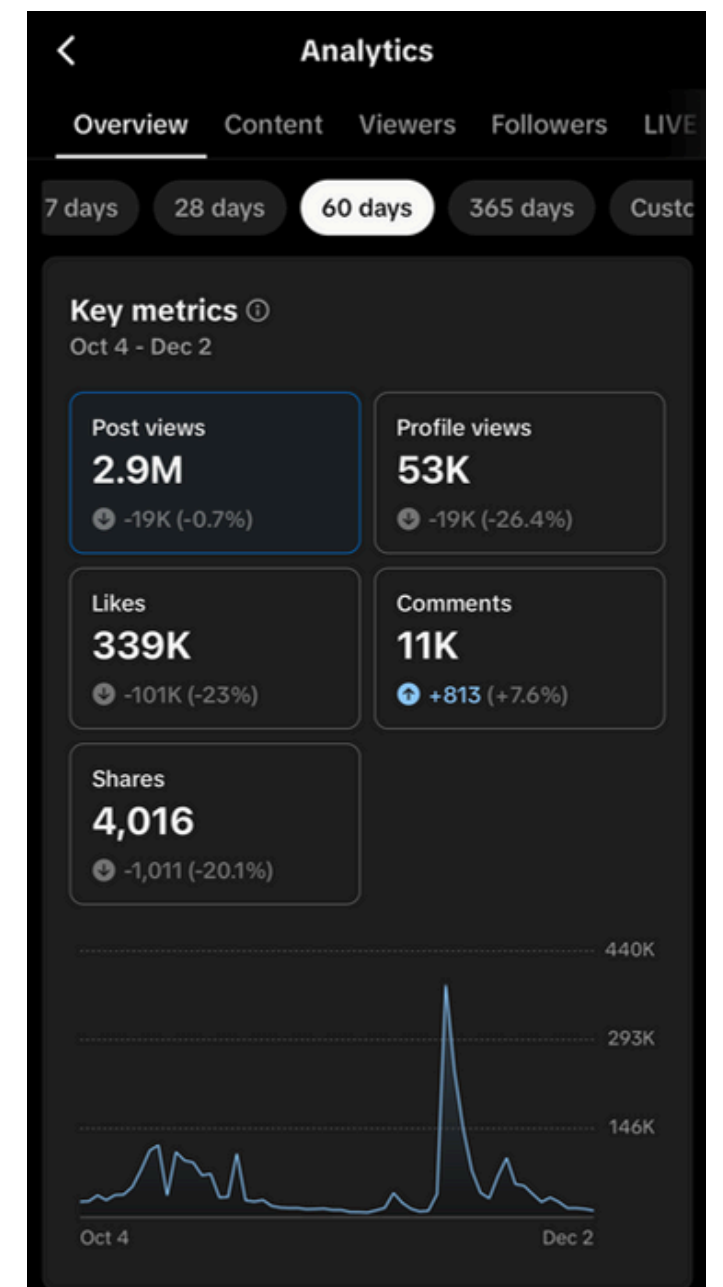 Analytics
Overview Content Viewers Followers LIVE
7 days 28 days 60 days 365 days Custo
Key metrics
Oct 4 - Dec 2
Post views
2.9M
-19K (-0.7%)
Profile views
53K
-19K (-26.4%)
Likes
339K
-101K (-23%)
Comments
11K
+813 (+7.6%)
Shares
4,016
-1,011 (-20.1%)
440K
293K
146K
Oct 4 Dec 2